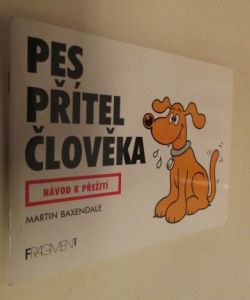 PES
PŘÍTEL
ČLOVĚKA
NÁVOD K PŘEŽITÍ
MARTIN BAXENDALE
FRAGMENT